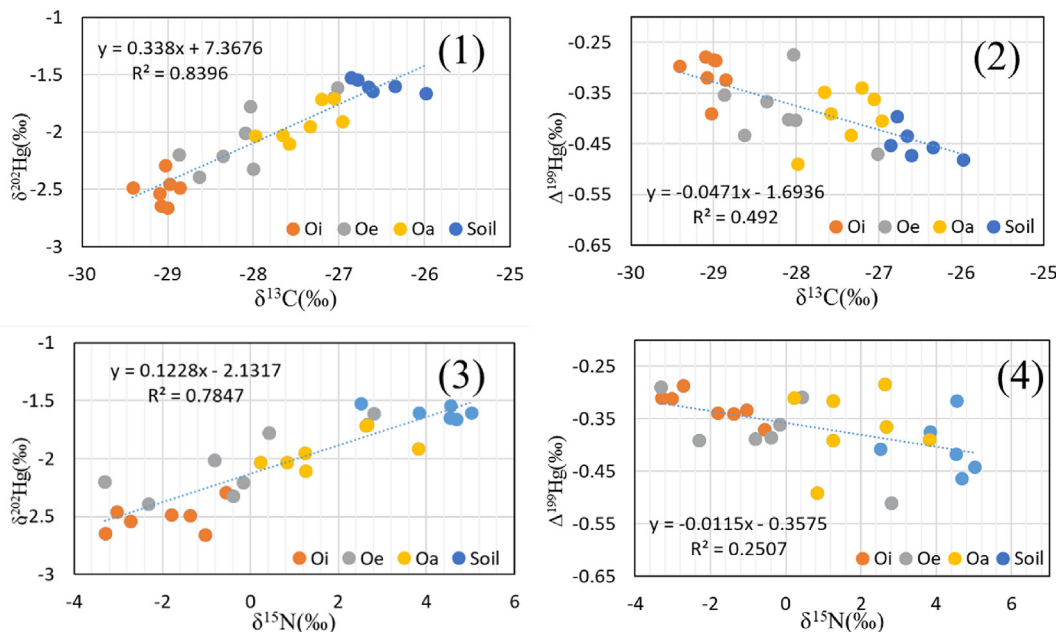 -1
-1.5
-2
-2.5
-3
δ²⁰²Hg(‰)
y = 0.338x + 7.3676
R² = 0.8396
(1)
Oi Oe Oa Soil
-30 -29 -28 -27 -26 -25
δ¹³C(‰)
-0.25
-0.35
-0.45
-0.55
-0.65
Δ¹⁹⁹Hg(‰)
(2)
y = -0.0471x - 1.6936
R² = 0.492
Oi Oe Oa Soil
-30 -29 -28 -27 -26 -25
δ¹³C(‰)
-1
-1.5
-2
-2.5
-3
δ²⁰²Hg(‰)
y = 0.1228x - 2.1317
R² = 0.7847
(3)
Oi Oe Oa Soil
-4 -2 0 2 4 6
δ¹⁵N(‰)
-0.25
-0.35
-0.45
-0.55
-0.65
Δ¹⁹⁹Hg(‰)
(4)
y = -0.0115x - 0.3575
R² = 0.2507
Oi Oe Oa Soil
-4 -2 0 2 4 6
δ¹⁵N(‰)